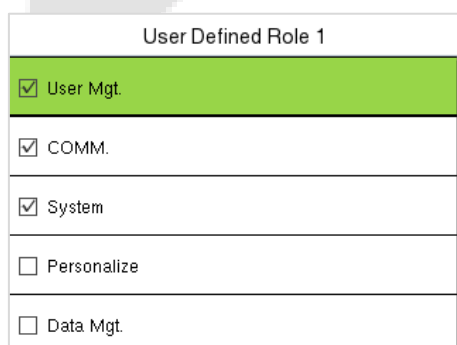 User Defined Role 1
User Mgt.
COMM.
System
Personalize
Data Mgt.